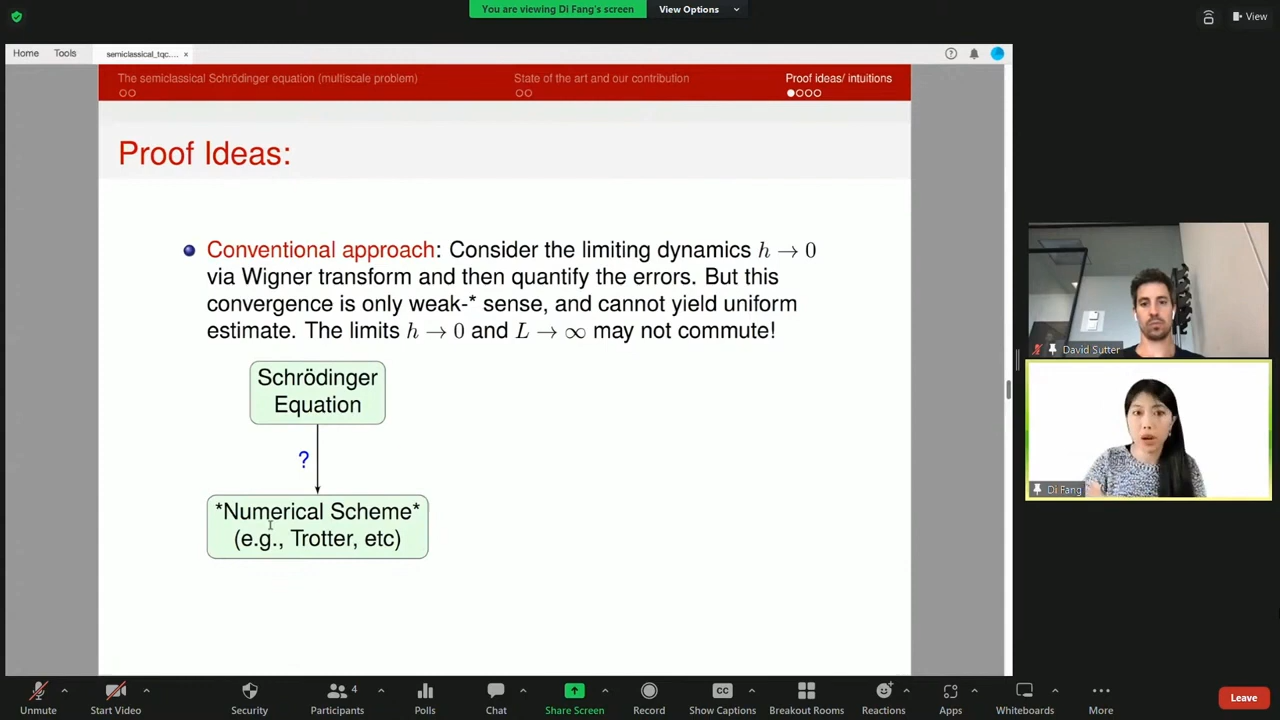 You are viewing Di Fang's screen
View Options
View
Home Tools semiclassical_tqc.... ×
The semiclassical Schrödinger equation (multiscale problem)
State of the art and our contribution
Proof ideas/ intuitions
Proof Ideas:
Conventional approach: Consider the limiting dynamics h → 0
via Wigner transform and then quantify the errors. But this
convergence is only weak-* sense, and cannot yield uniform
estimate. The limits h → 0 and L → ∞ may not commute!
Schrödinger
Equation
?
*Numerical Scheme*
(e.g., Trotter, etc)
David Sutter
Di Fang
Unmute
Start Video
Security
Participants
4
Polls
Chat
Share Screen
Record
CC
Show Captions
Breakout Rooms
Reactions
Apps
Whiteboards
More
Leave